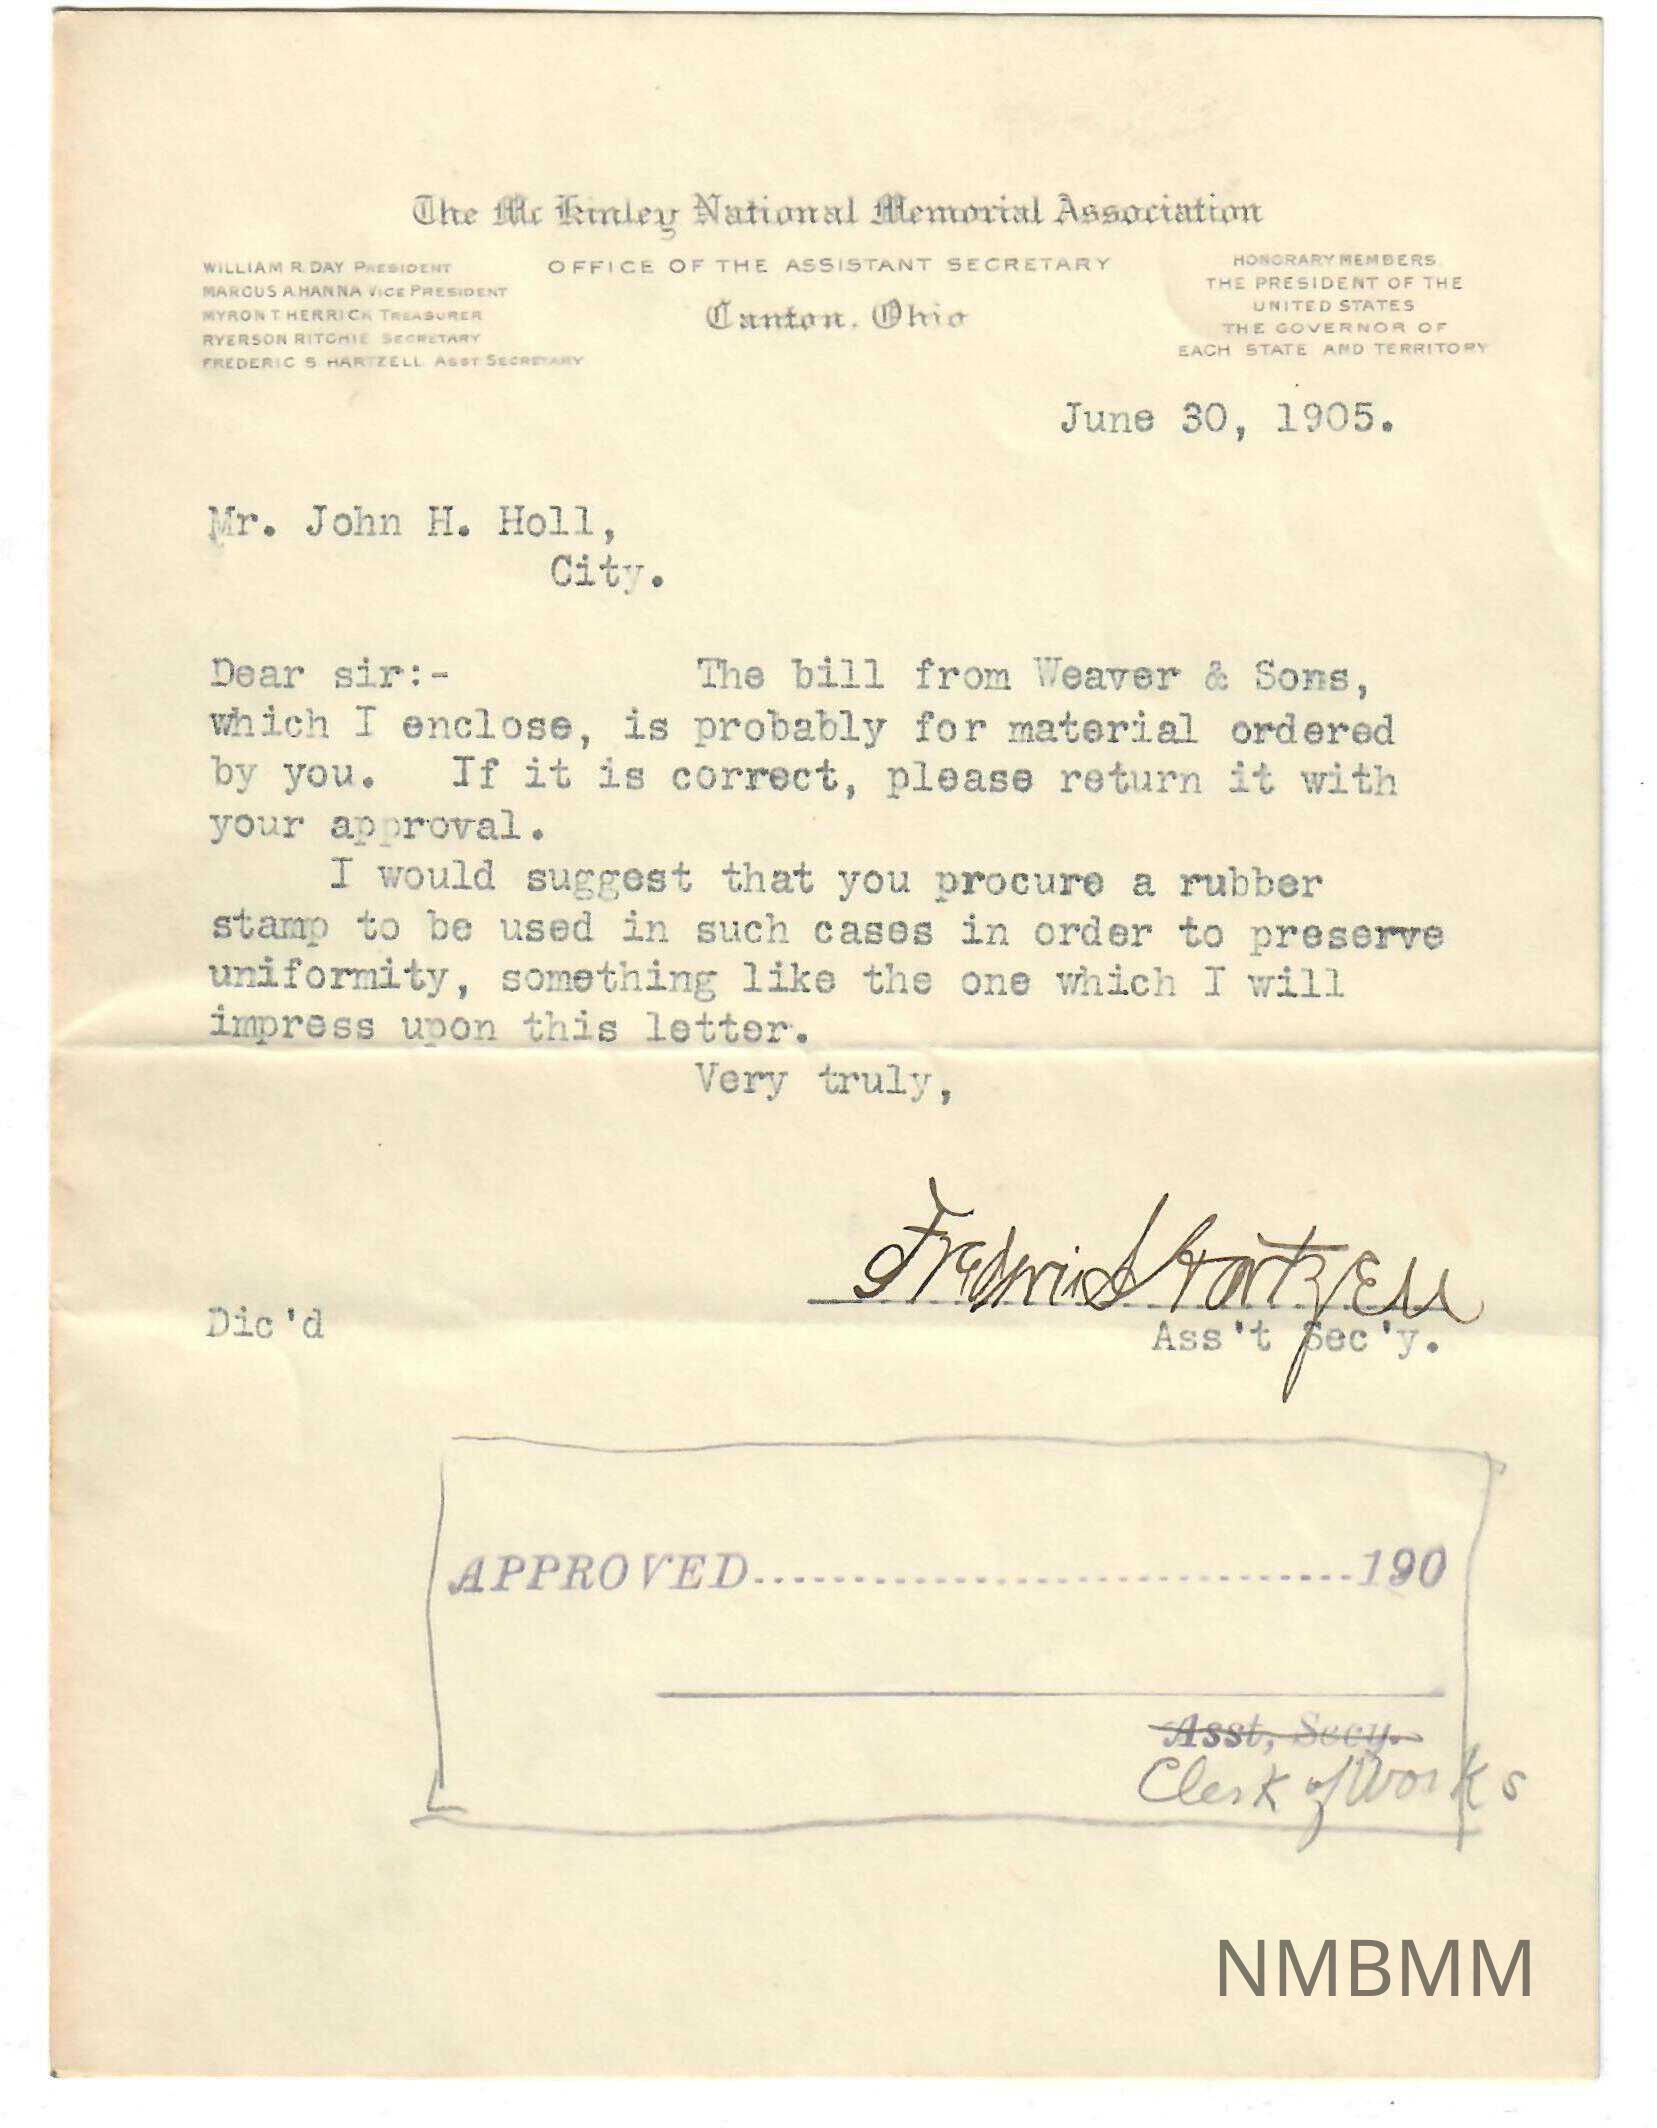 The McKinley National Memorial Association
OFFICE OF THE ASSISTANT SECRETARY
Canton, Ohio
WILLIAM R. DAY PRESIDENT
MARCUS A. HANNA VICE PRESIDENT
MYRON T. HERRICK TREASURER
RYERSON RITCHIE SECRETARY
FREDERIC S. HARTZELL ASST SECRETARY
HONORARY MEMBERS
THE PRESIDENT OF THE
UNITED STATES
THE GOVERNOR OF
EACH STATE AND TERRITORY
June 30, 1905.
Mr. John H. Holl,
City.
Dear sir:- The bill from Weaver & Sons,
which I enclose, is probably for material ordered
by you. If it is correct, please return it with
your approval.
I would suggest that you procure a rubber
stamp to be used in such cases in order to preserve
uniformity, something like the one which I will
impress upon this letter.
Very truly,
Frederic S Hartzell
Dic'd
Ass't Sec'y.
APPROVED..............................190
Asst, Secy.
Clerk of Works
NMBMM